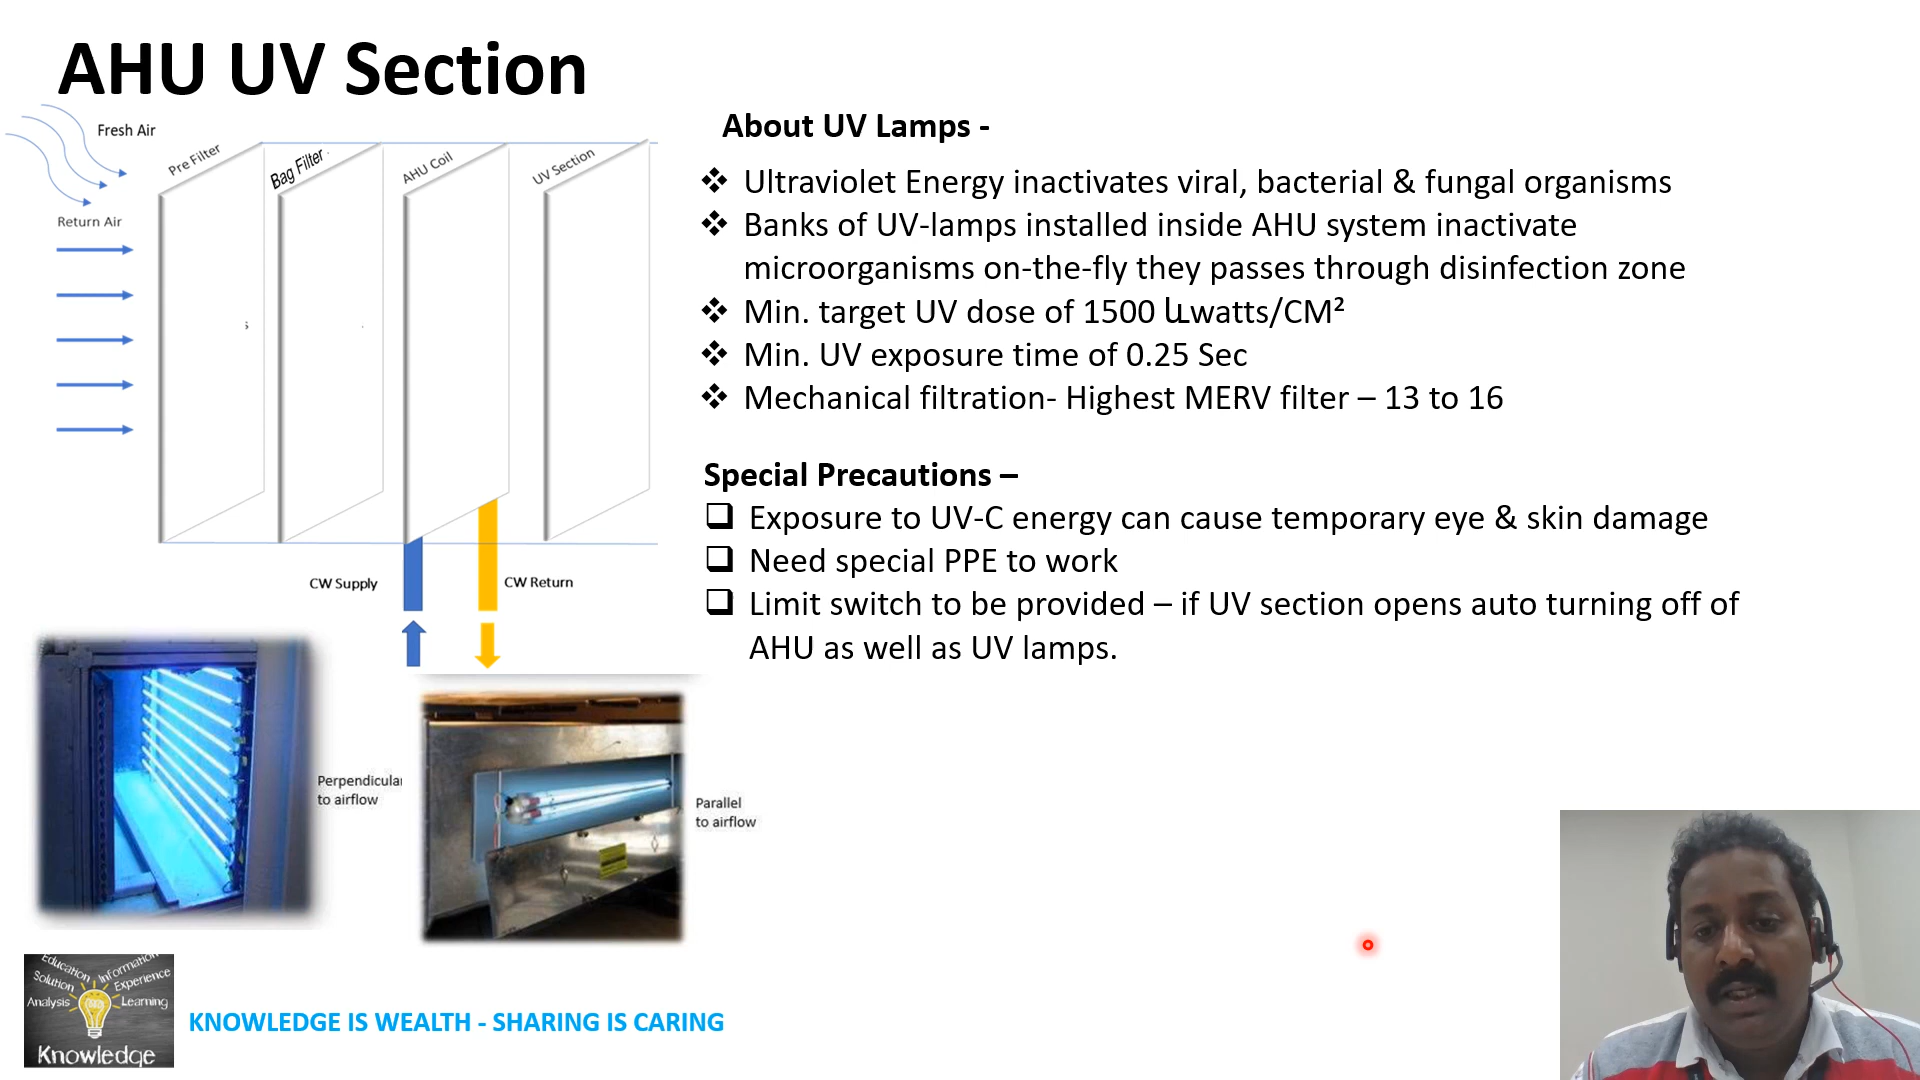 AHU UV Section
Fresh Air
Pre Filter
Bag Filter
AHU Coil
UV Section
Return Air
CW Supply
CW Return
Perpendicular
to airflow
Parallel
to airflow
About UV Lamps -
❖ Ultraviolet Energy inactivates viral, bacterial & fungal organisms
❖ Banks of UV-lamps installed inside AHU system inactivate
microorganisms on-the-fly they passes through disinfection zone
❖ Min. target UV dose of 1500 կwatts/CM²
❖ Min. UV exposure time of 0.25 Sec
❖ Mechanical filtration- Highest MERV filter – 13 to 16
Special Precautions –
❑ Exposure to UV-C energy can cause temporary eye & skin damage
❑ Need special PPE to work
❑ Limit switch to be provided – if UV section opens auto turning off of
AHU as well as UV lamps.
Education
Information
Solution
Experience
Analysis
Learning
Knowledge
KNOWLEDGE IS WEALTH - SHARING IS CARING